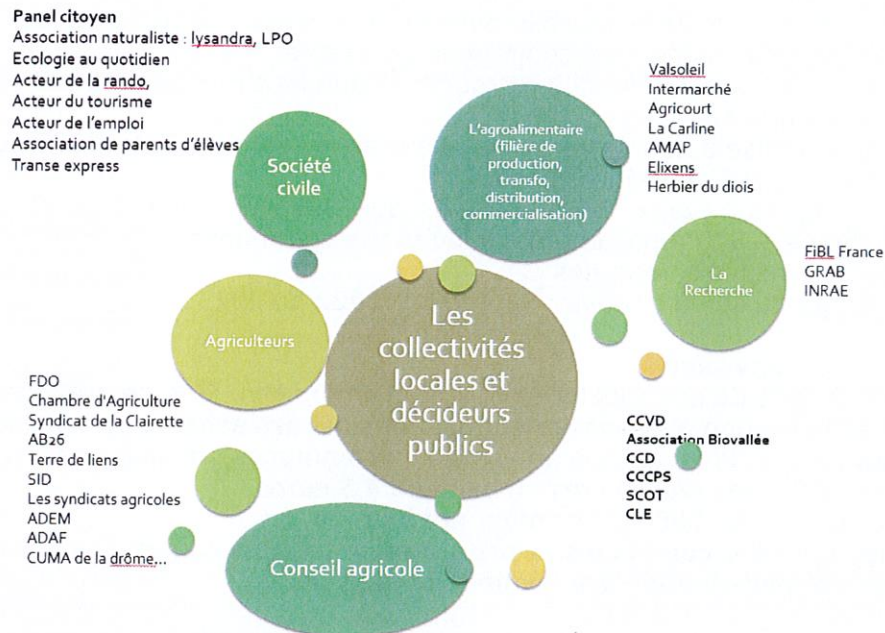 Panel citoyen
Association naturaliste : lysandra, LPO
Ecologie au quotidien
Acteur de la rando,
Acteur du tourisme
Acteur de l'emploi
Association de parents d'élèves
Transe express
Société
civile
L'agroalimentaire
(filière de
production,
transfo,
distribution,
commercialisation)
Valsoleil
Intermarché
Agricourt
La Carline
AMAP
Elixens
Herbier du diois
La
Recherche
FiBL France
GRAB
INRAE
Agriculteurs
Les
collectivités
locales et
décideurs
publics
FDO
Chambre d'Agriculture
Syndicat de la Clairette
AB26
Terre de liens
SID
Les syndicats agricoles
ADEM
ADAF
CUMA de la drôme...
CCVD
Association Biovallée
CCD
CCCPS
SCOT
CLE
Conseil agricole